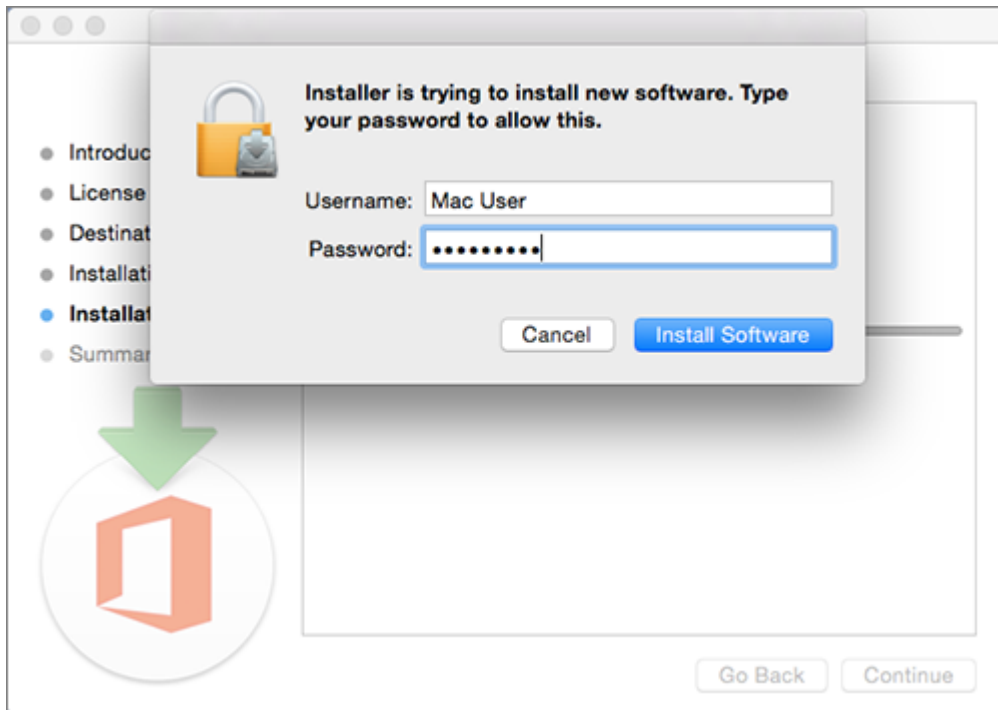 Installer is trying to install new software. Type
your password to allow this.
Username: Mac User
Password: •••••••••
Cancel Install Software
Introduc
License
Destinat
Installati
Installat
Summar
Go Back Continue